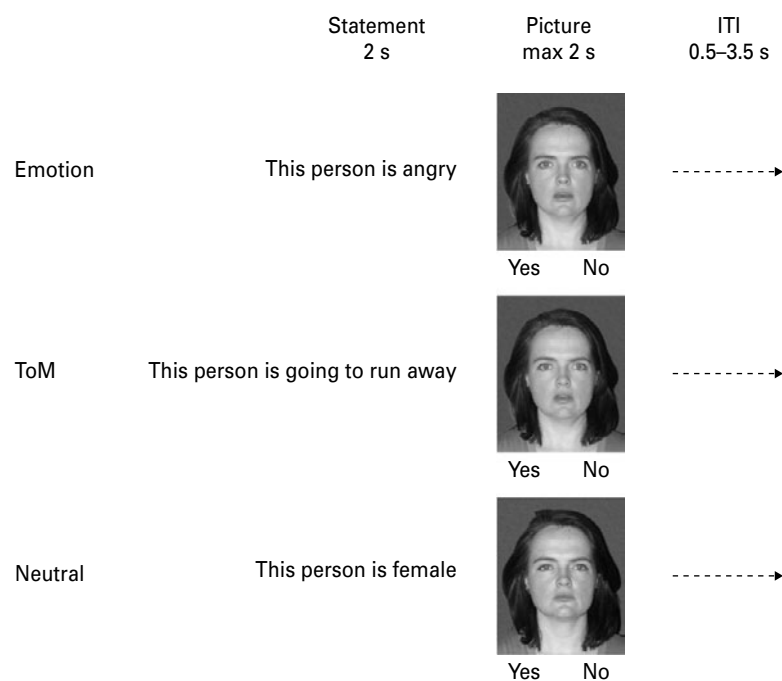 Statement Picture ITI
2 s max 2 s 0.5–3.5 s
Emotion This person is angry
Yes No
ToM This person is going to run away
Yes No
Neutral This person is female
Yes No